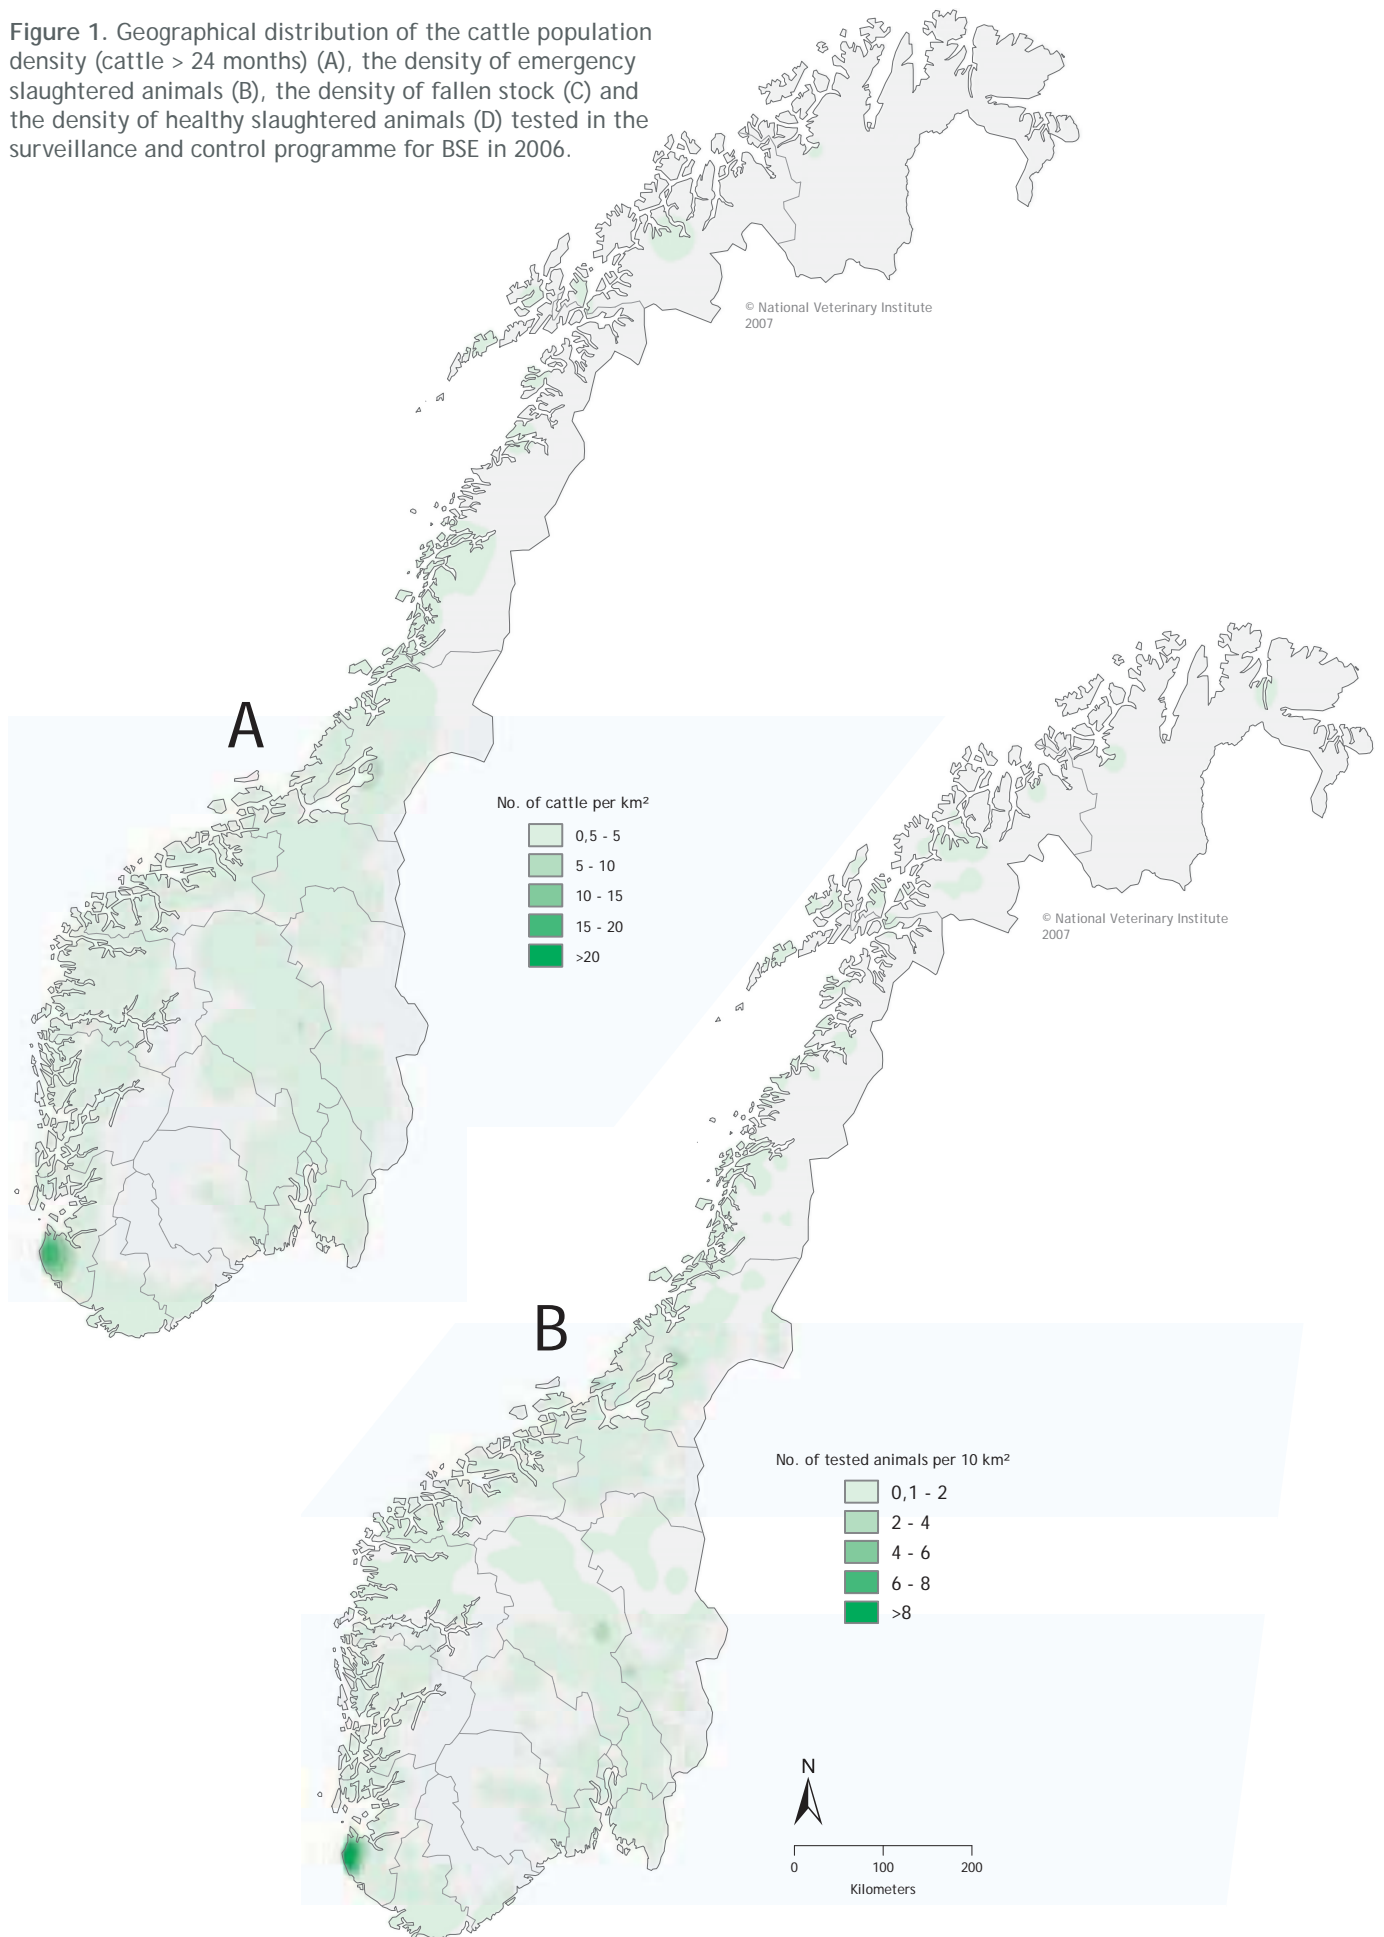 Figure 1. Geographical distribution of the cattle population
density (cattle > 24 months) (A), the density of emergency
slaughtered animals (B), the density of fallen stock (C) and
the density of healthy slaughtered animals (D) tested in the
surveillance and control programme for BSE in 2006.
© National Veterinary Institute
2007
A
No. of cattle per km²
0,5 - 5
5 - 10
10 - 15
15 - 20
>20
© National Veterinary Institute
2007
B
No. of tested animals per 10 km²
0,1 - 2
2 - 4
4 - 6
6 - 8
>8
N
0 100 200
Kilometers